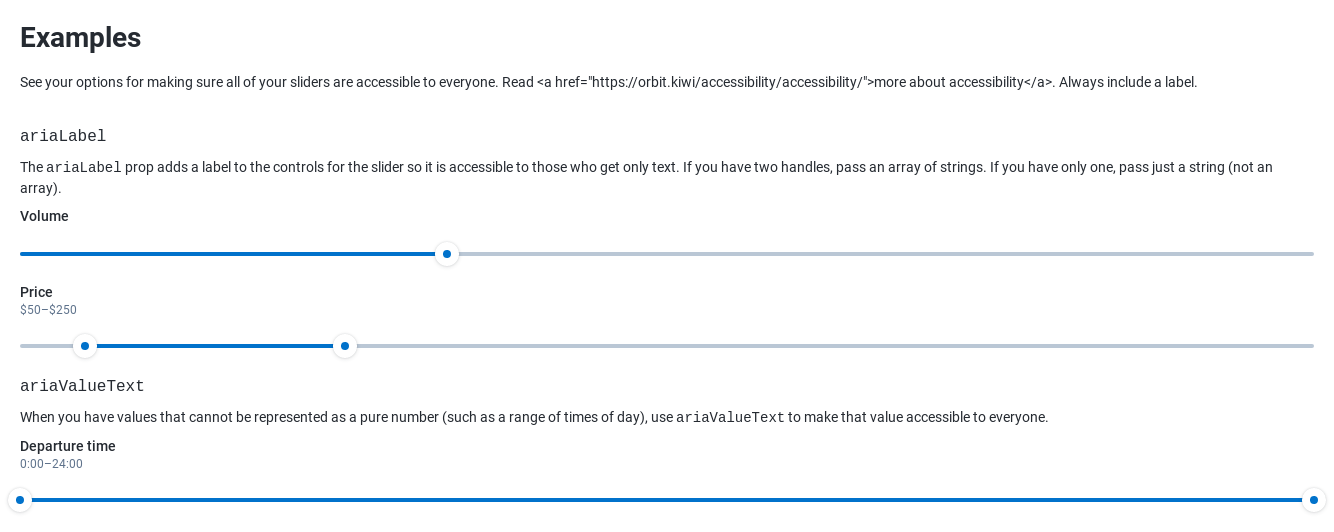 Examples
See your options for making sure all of your sliders are accessible to everyone. Read <a href="https://orbit.kiwi/accessibility/accessibility/">more about accessibility</a>. Always include a label.
ariaLabel
The ariaLabel prop adds a label to the controls for the slider so it is accessible to those who get only text. If you have two handles, pass an array of strings. If you have only one, pass just a string (not an
array).
Volume
Price
$50–$250
ariaValueText
When you have values that cannot be represented as a pure number (such as a range of times of day), use ariaValueText to make that value accessible to everyone.
Departure time
0:00–24:00